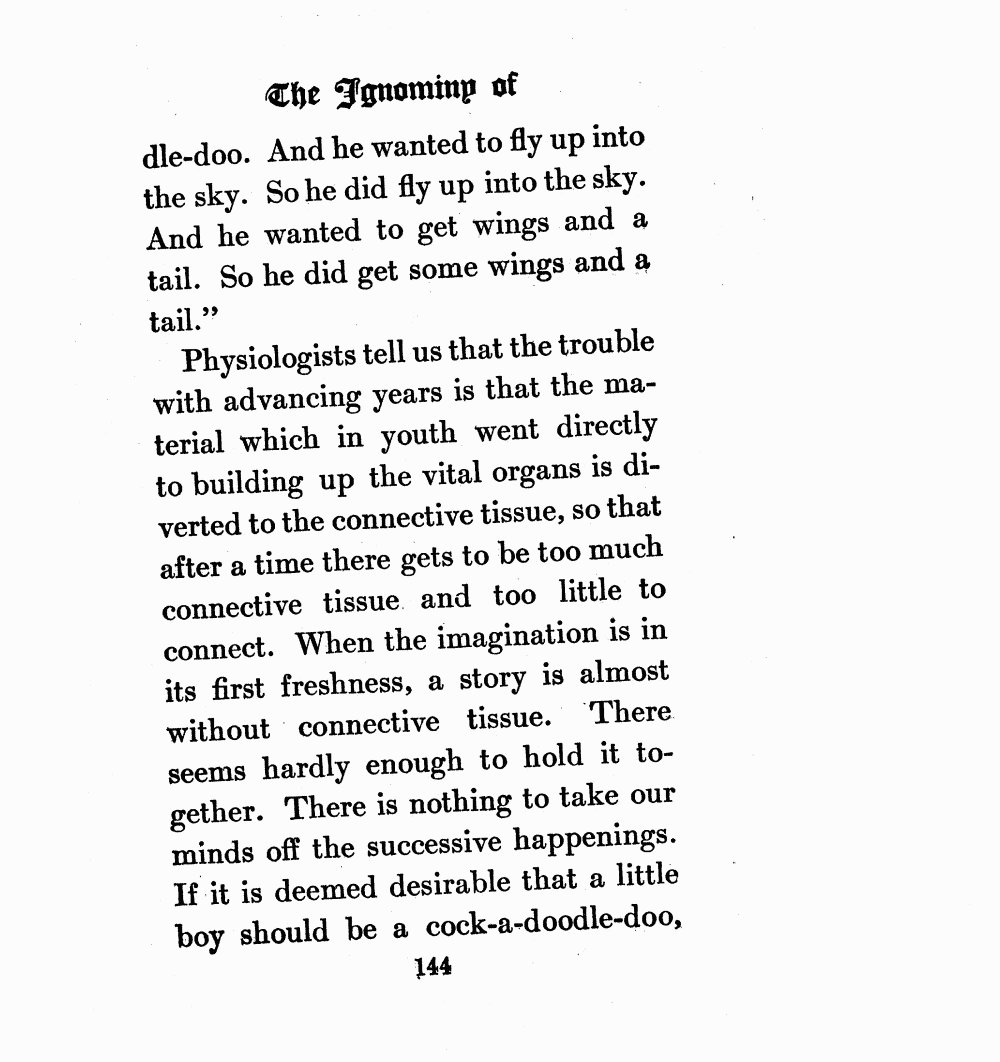 The Ignominy of
dle-doo. And he wanted to fly up into
the sky. So he did fly up into the sky.
And he wanted to get wings and a
tail. So he did get some wings and a
tail.”
Physiologists tell us that the trouble
with advancing years is that the ma-
terial which in youth went directly
to building up the vital organs is di-
verted to the connective tissue, so that
after a time there gets to be too much
connective tissue and too little to
connect. When the imagination is in
its first freshness, a story is almost
without connective tissue. There
seems hardly enough to hold it to-
gether. There is nothing to take our
minds off the successive happenings.
If it is deemed desirable that a little
boy should be a cock-a-doodle-doo,
144